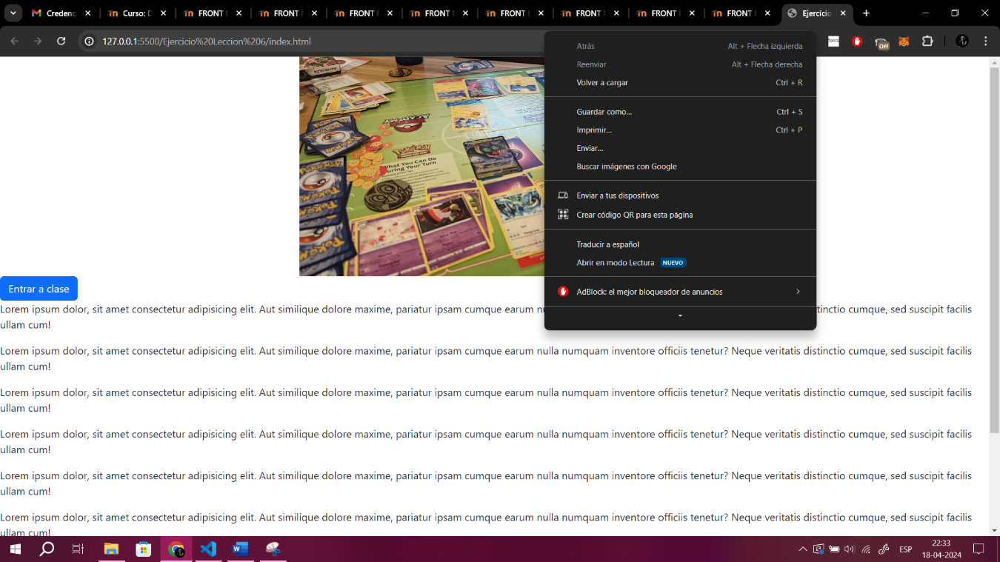 Credenc
Curso: D
FRONT
FRONT
FRONT
FRONT
FRONT
FRONT
FRONT
FRONT
Ejercicio
127.0.0.1:5500/Ejercicio%20Leccion%206/index.html
Off
Atrás Alt + Flecha izquierda
Reenviar Alt + Flecha derecha
Volver a cargar Ctrl + R
Guardar como... Ctrl + S
Imprimir... Ctrl + P
Enviar...
Buscar imágenes con Google
Enviar a tus dispositivos
Crear código QR para esta página
Traducir a español
Abrir en modo Lectura NUEVO
AdBlock: el mejor bloqueador de anuncios
POKÉMON
ACADEMY
POKÉMON
What You Can Do
During Your Turn
Entrar a clase
Lorem ipsum dolor, sit amet consectetur adipisicing elit. Aut similique dolore maxime, pariatur ipsam cumque earum nu tinctio cumque, sed suscipit facilis
ullam cum!
Lorem ipsum dolor, sit amet consectetur adipisicing elit. Aut similique dolore maxime, pariatur ipsam cumque earum nulla numquam inventore officiis tenetur? Neque veritatis distinctio cumque, sed suscipit facilis
ullam cum!
Lorem ipsum dolor, sit amet consectetur adipisicing elit. Aut similique dolore maxime, pariatur ipsam cumque earum nulla numquam inventore officiis tenetur? Neque veritatis distinctio cumque, sed suscipit facilis
ullam cum!
Lorem ipsum dolor, sit amet consectetur adipisicing elit. Aut similique dolore maxime, pariatur ipsam cumque earum nulla numquam inventore officiis tenetur? Neque veritatis distinctio cumque, sed suscipit facilis
ullam cum!
Lorem ipsum dolor, sit amet consectetur adipisicing elit. Aut similique dolore maxime, pariatur ipsam cumque earum nulla numquam inventore officiis tenetur? Neque veritatis distinctio cumque, sed suscipit facilis
ullam cum!
Lorem ipsum dolor, sit amet consectetur adipisicing elit. Aut similique dolore maxime, pariatur ipsam cumque earum nulla numquam inventore officiis tenetur? Neque veritatis distinctio cumque, sed suscipit facilis
ullam cum!
ESP
22:33
18-04-2024